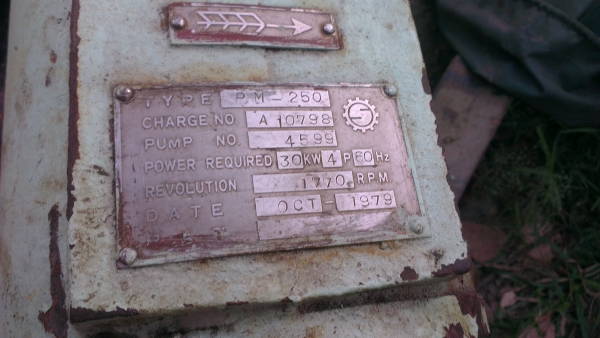 TYPE PM-250
CHARGE NO. A10798
PUMP NO. 4599
POWER REQUIRED 30 KW 4 P 60 Hz
REVOLUTION 1770 R.P.M.
DATE OCT-1979